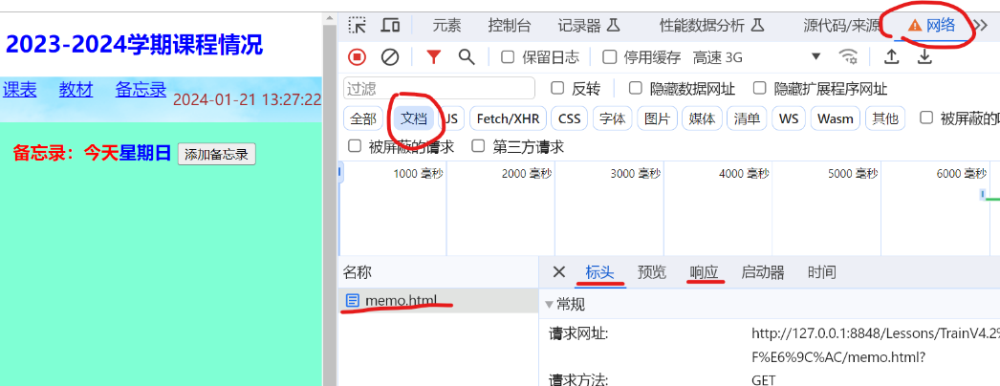 2023-2024学期课程情况
课表 教材 备忘录 2024-01-21 13:27:22
备忘录：今天星期日 添加备忘录
元素 控制台 记录器 性能数据分析 源代码/来源 网络
保留日志 停用缓存 高速 3G
过滤 反转 隐藏数据网址 隐藏扩展程序网址
全部 文档 JS Fetch/XHR CSS 字体 图片 媒体 清单 WS Wasm 其他 被屏蔽的
被屏蔽的请求 第三方请求
1000 毫秒 2000 毫秒 3000 毫秒 4000 毫秒 5000 毫秒 6000 毫秒
名称 标头 预览 响应 启动器 时间
memo.html
常规
请求网址: http://127.0.0.1:8848/Lessons/TrainV4.2%
F%E6%9C%AC/memo.html?
请求方法: GET